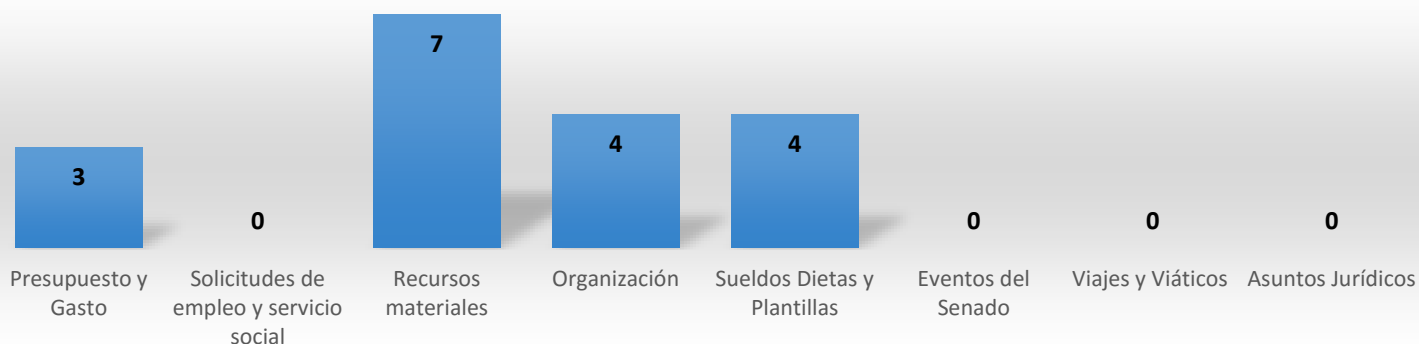 7
4
4
3
0
0
0
0
Presupuesto y
Gasto
Solicitudes de
empleo y servicio
social
Recursos
materiales
Organización
Sueldos Dietas y
Plantillas
Eventos del
Senado
Viajes y Viáticos
Asuntos Jurídicos